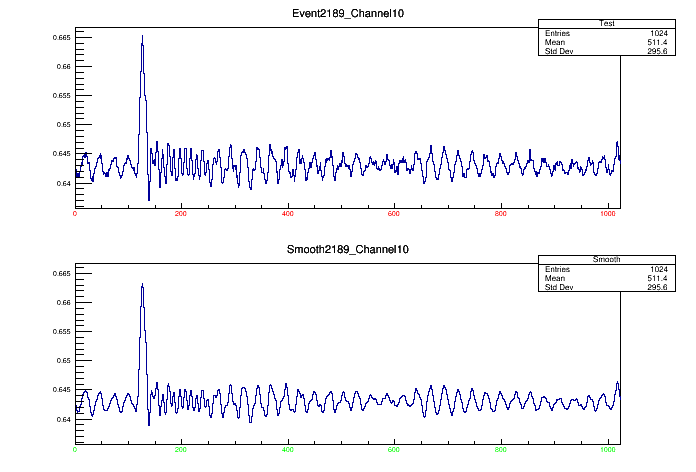 Event2189_Channel10
Test
Entries 1024
Mean 511.4
Std Dev 295.6
0.665
0.66
0.655
0.65
0.645
0.64
0 200 400 600 800 1000
Smooth2189_Channel10
Smooth
Entries 1024
Mean 511.4
Std Dev 295.6
0.665
0.66
0.655
0.65
0.645
0.64
0 200 400 600 800 1000